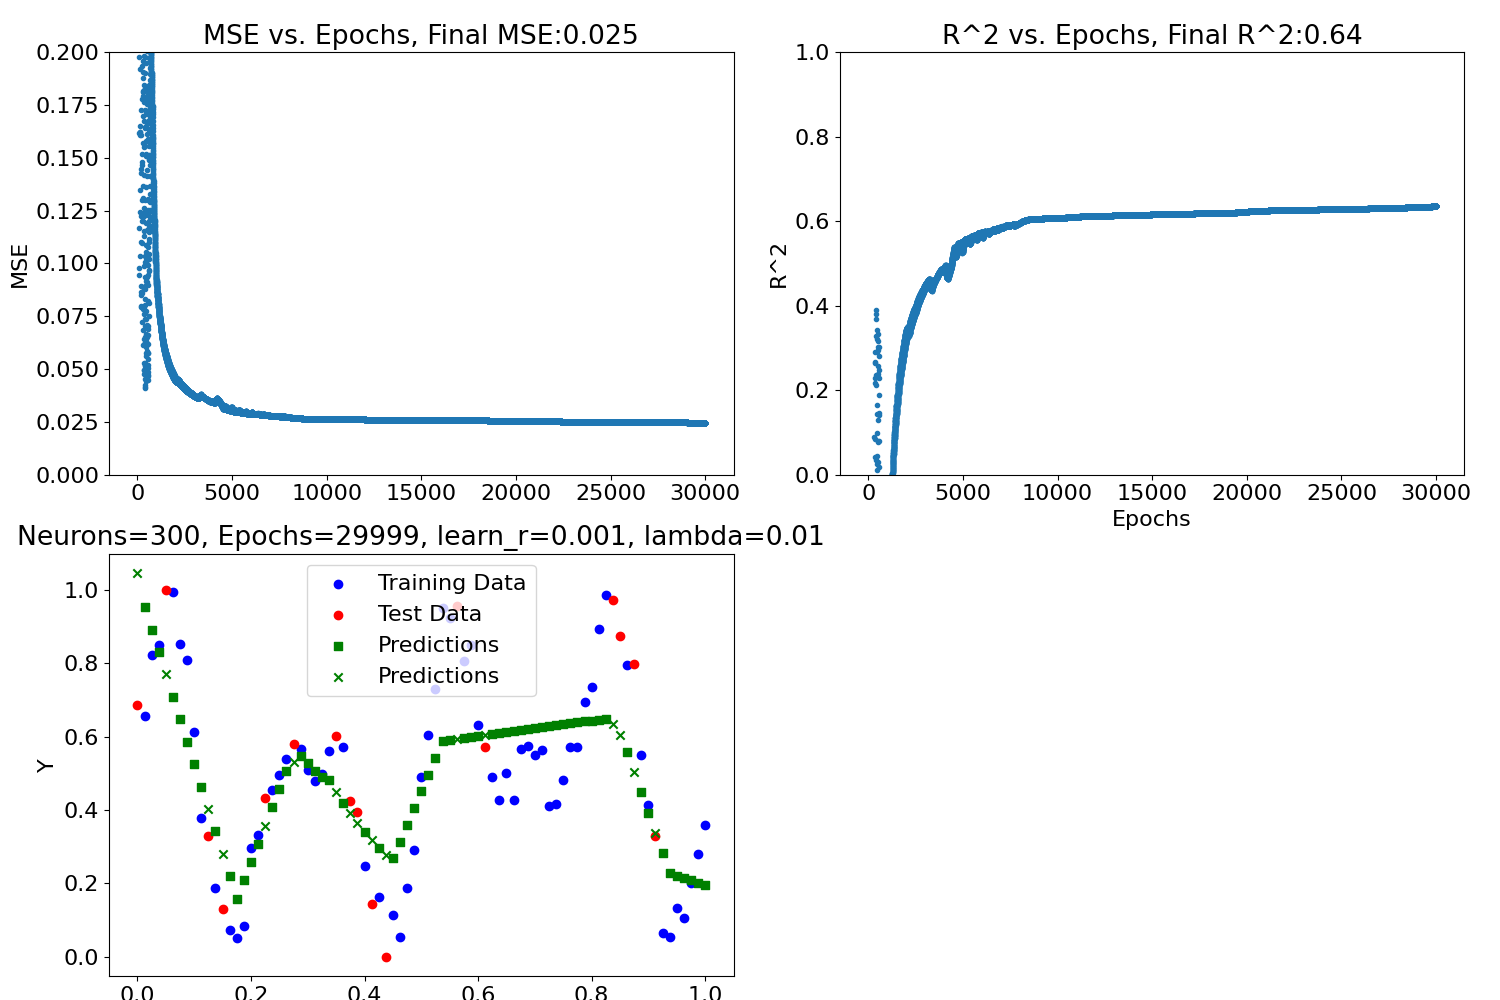 MSE vs. Epochs, Final MSE:0.025
0.200
0.175
0.150
0.125
0.100
0.075
0.050
0.025
0.000
MSE
0 5000 10000 15000 20000 25000 30000
R^2 vs. Epochs, Final R^2:0.64
1.0
0.8
0.6
0.4
0.2
0.0
R^2
0 5000 10000 15000 20000 25000 30000
Epochs
Neurons=300, Epochs=29999, learn_r=0.001, lambda=0.01
Training Data
Test Data
Predictions
Predictions
1.0
0.8
0.6
0.4
0.2
0.0
Y
0.0 0.2 0.4 0.6 0.8 1.0